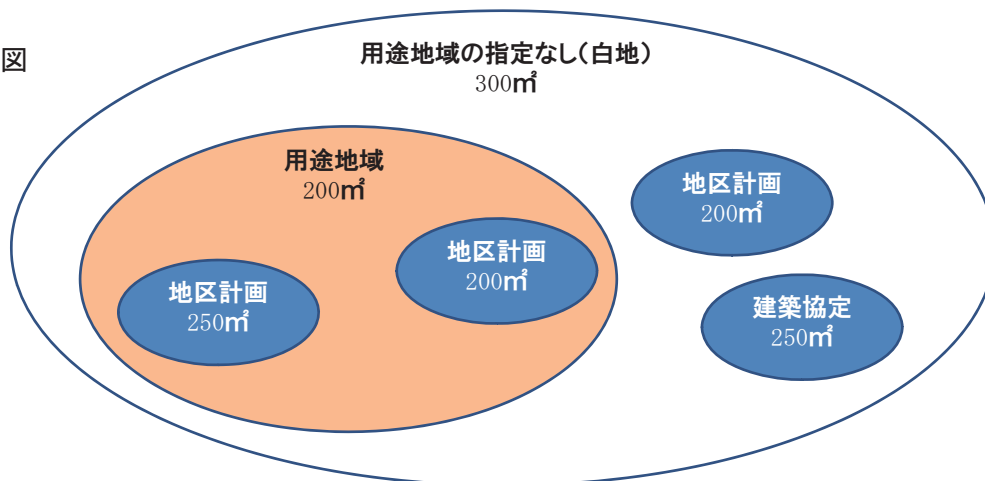 図
用途地域の指定なし(白地)
300㎡
用途地域
200㎡
地区計画
200㎡
地区計画
200㎡
地区計画
250㎡
建築協定
250㎡